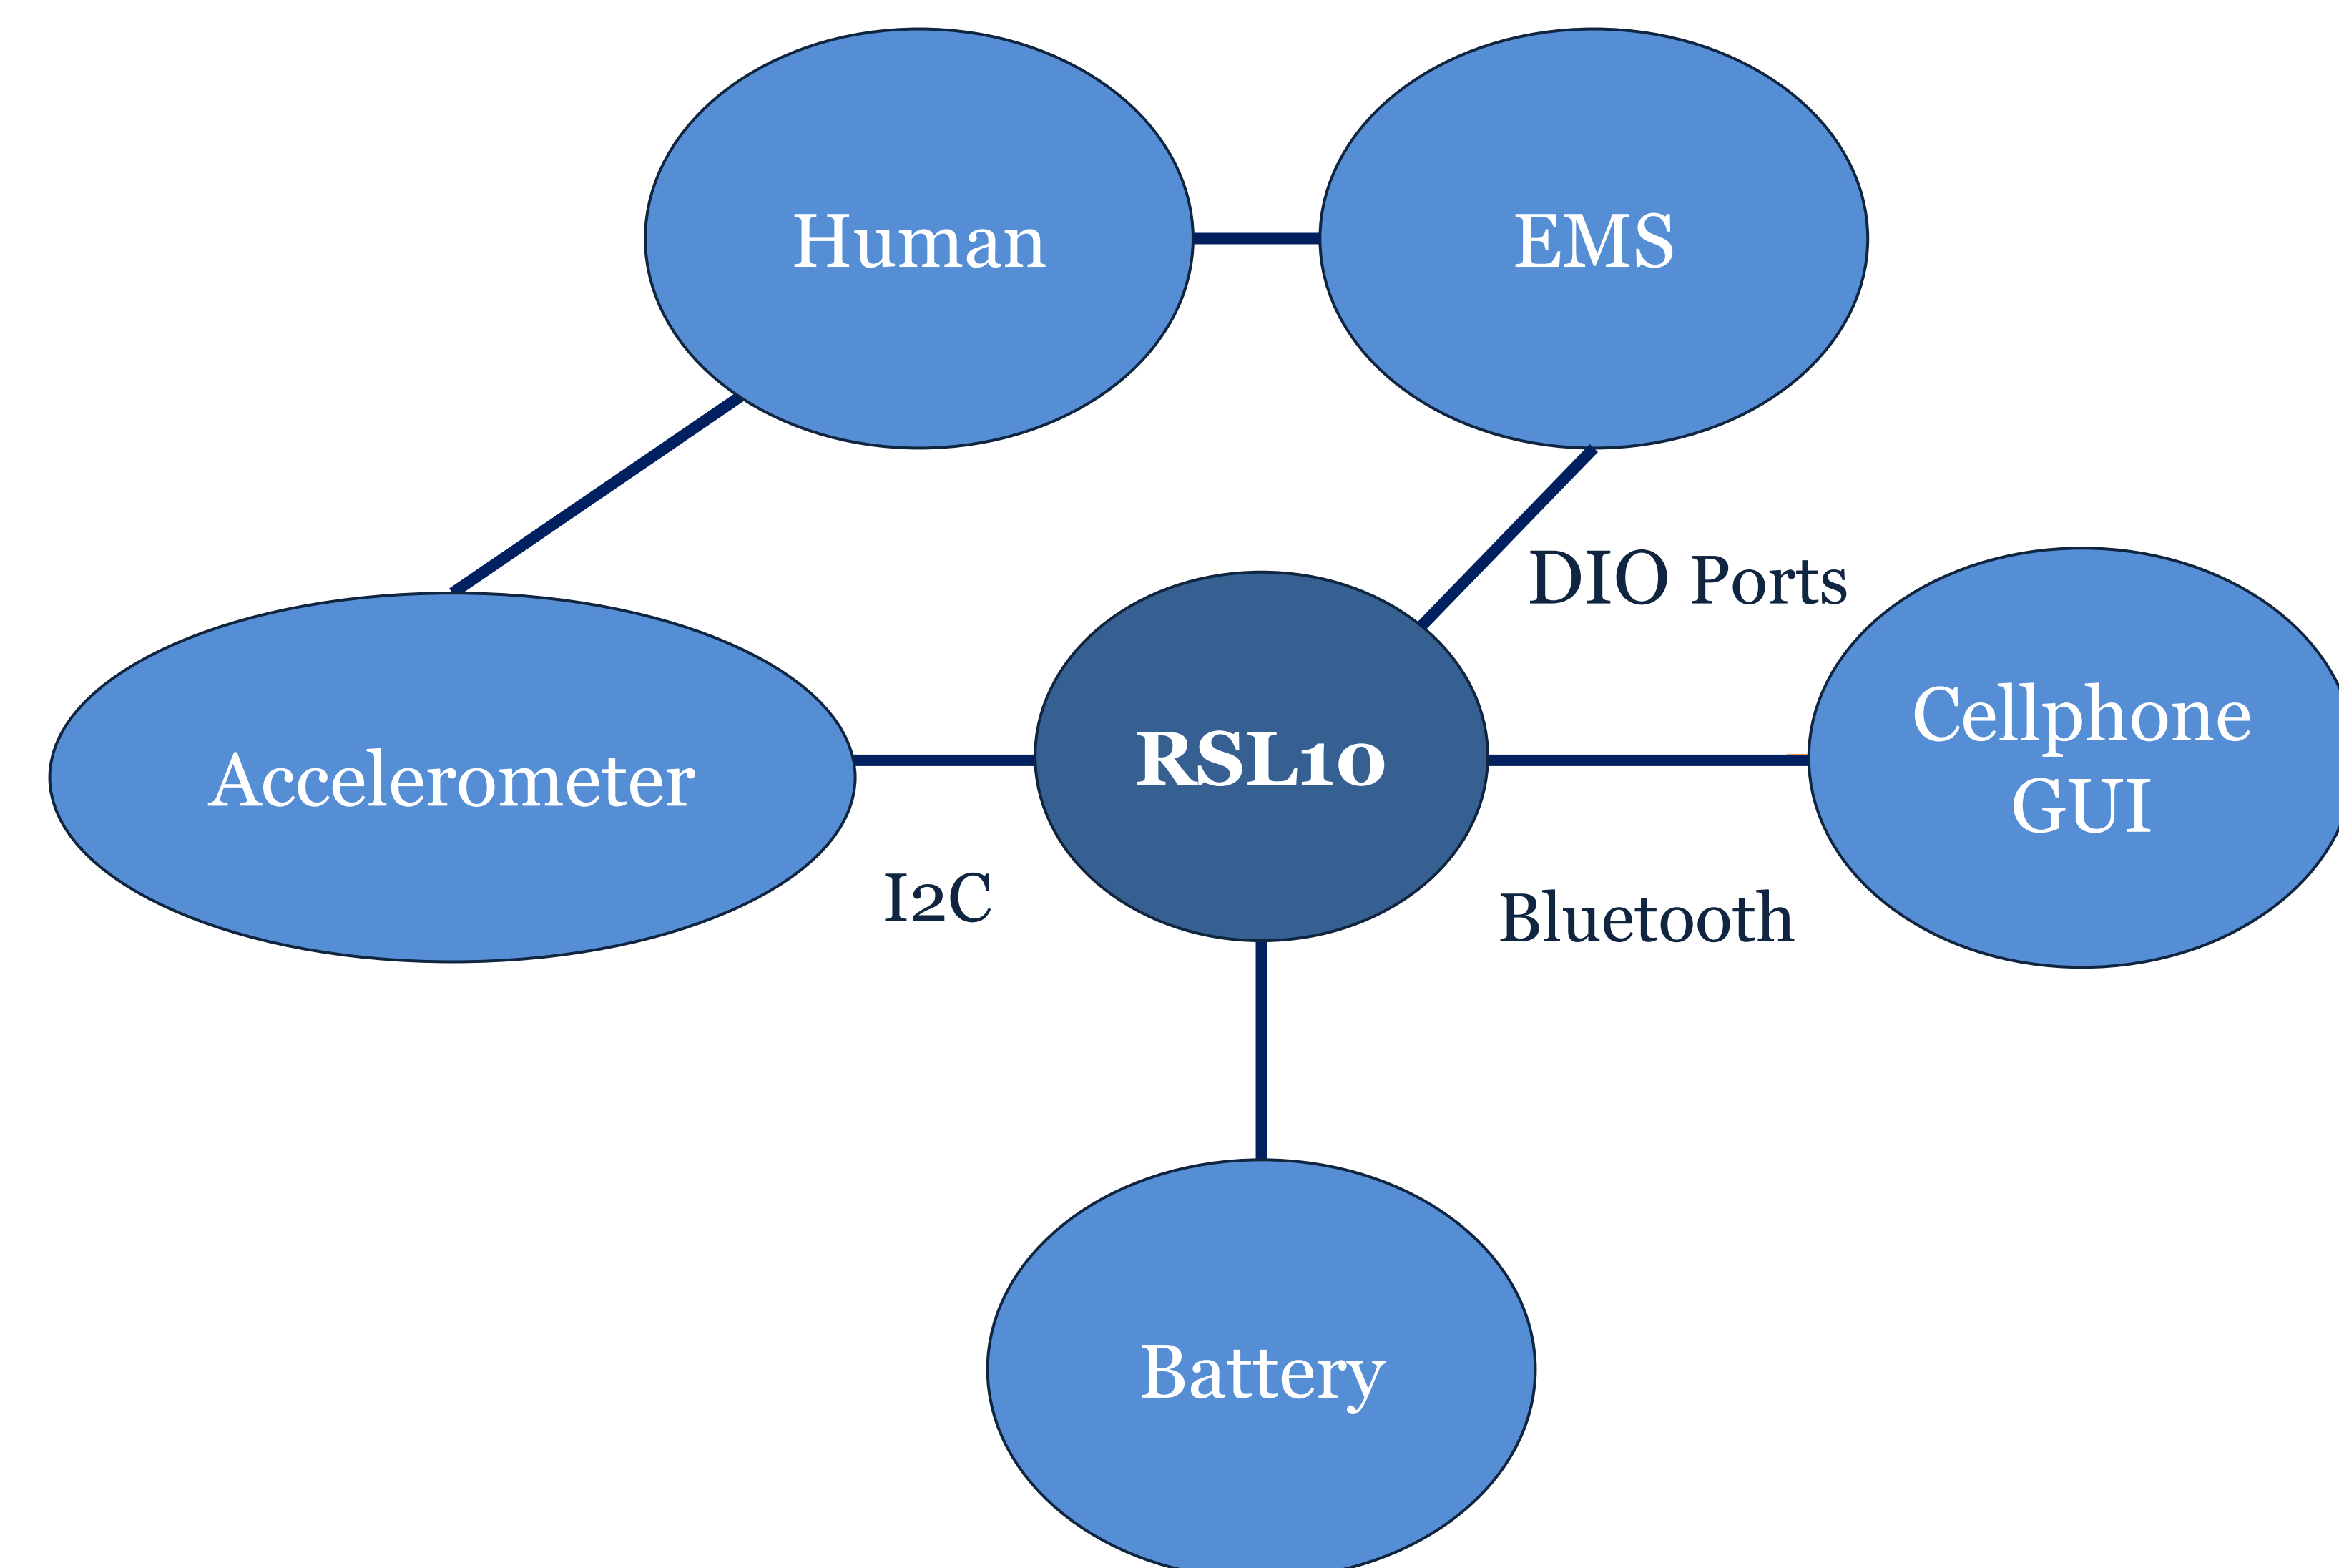 Human
EMS
DIO Ports
Cellphone
GUI
RSL10
Accelerometer
I2C
Bluetooth
Battery